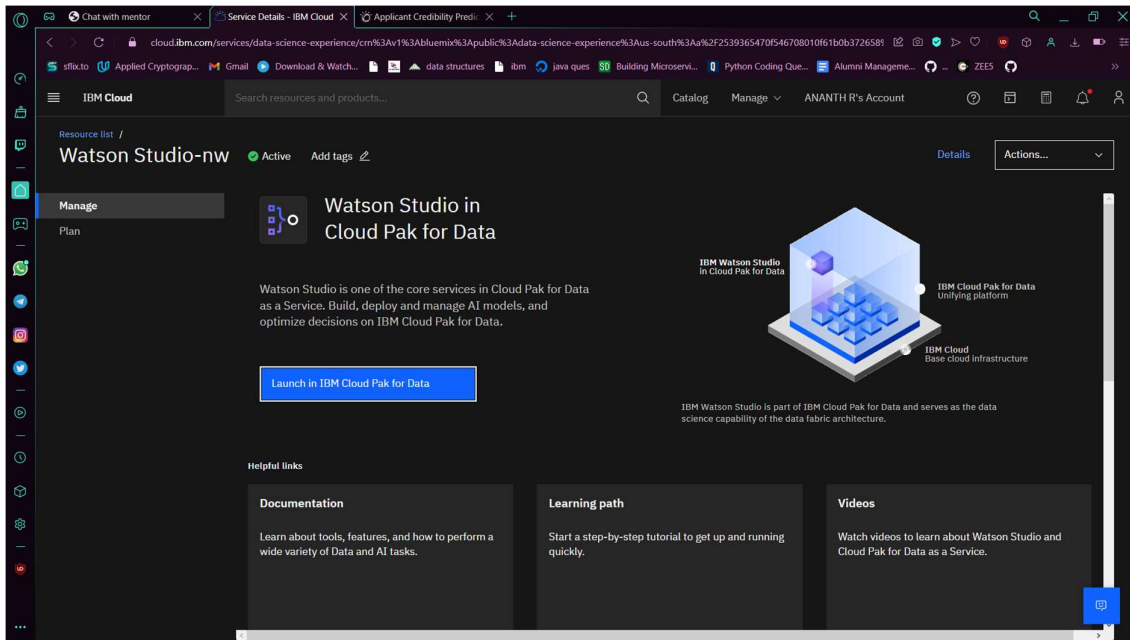 Chat with mentor
Service Details - IBM Cloud
Applicant Credibility Predic
cloud.ibm.com/services/data-science-experience/crn%3Av1%3Abluemix%3Apublic%3Adata-science-experience%3Aus-south%3Aa%2F2539365470f546708010f61b0b372658
sflix.to
Applied Cryptograp...
Gmail
Download & Watch...
data structures
ibm
java ques
SD Building Microservi...
Python Coding Que...
Alumni Manageme...
ZEE5
IBM Cloud
Search resources and products...
Catalog
Manage
ANANTH R's Account
Resource list /
Watson Studio-nw
Active
Add tags
Details
Actions...
Manage
Plan
Watson Studio in
Cloud Pak for Data
Watson Studio is one of the core services in Cloud Pak for Data
as a Service. Build, deploy and manage AI models, and
optimize decisions on IBM Cloud Pak for Data.
Launch in IBM Cloud Pak for Data
IBM Watson Studio
in Cloud Pak for Data
IBM Cloud Pak for Data
Unifying platform
IBM Cloud
Base cloud infrastructure
IBM Watson Studio is part of IBM Cloud Pak for Data and serves as the data
science capability of the data fabric architecture.
Helpful links
Documentation
Learn about tools, features, and how to perform a
wide variety of Data and AI tasks.
Learning path
Start a step-by-step tutorial to get up and running
quickly.
Videos
Watch videos to learn about Watson Studio and
Cloud Pak for Data as a Service.